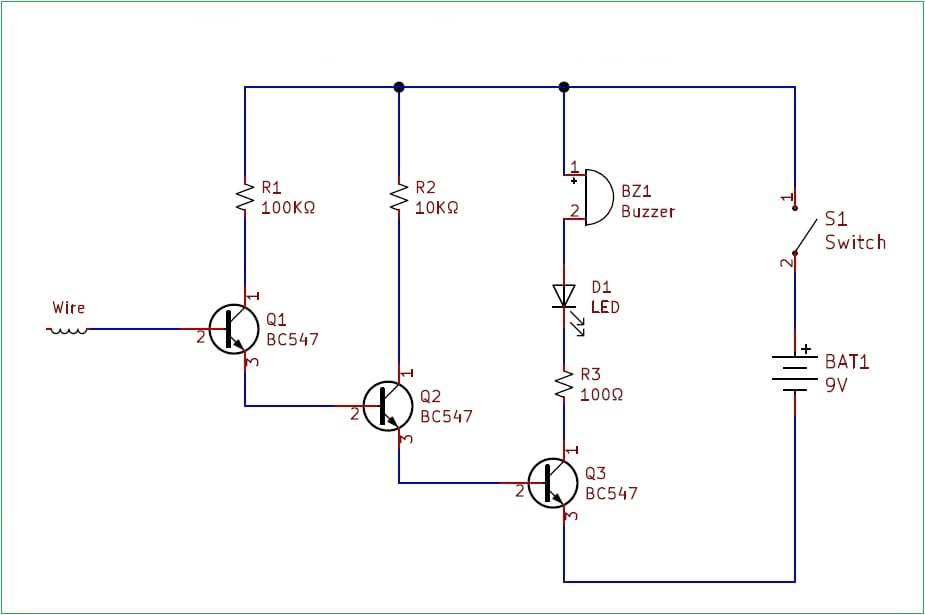 1
R1
100KΩ
R2
10KΩ
1
+
2
BZ1
Buzzer
1
2
S1
Switch
Wire
2
1
3
Q1
BC547
D1
LED
+
BAT1
9V
2
1
3
Q2
BC547
R3
100Ω
2
1
3
Q3
BC547